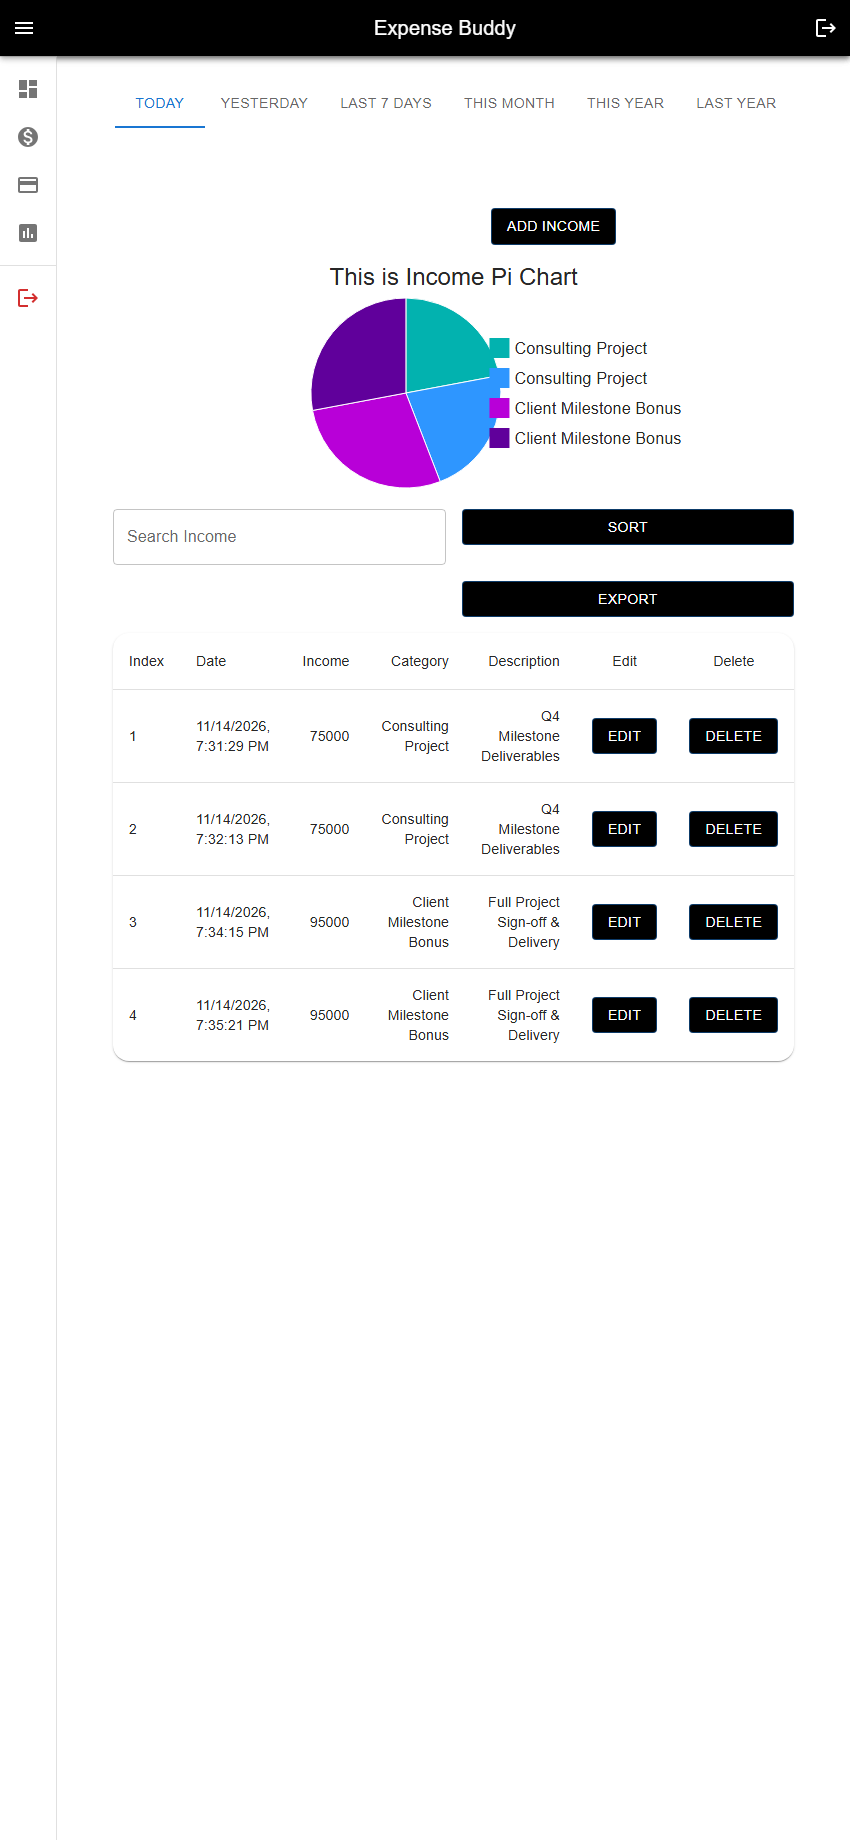 Expense Buddy
TODAY YESTERDAY LAST 7 DAYS THIS MONTH THIS YEAR LAST YEAR
ADD INCOME
This is Income Pi Chart
Consulting Project
Consulting Project
Client Milestone Bonus
Client Milestone Bonus
Search Income
SORT
EXPORT
Index Date Income Category Description Edit Delete
1 11/14/2026, 7:31:29 PM 75000 Consulting Project Q4 Milestone Deliverables EDIT DELETE
2 11/14/2026, 7:32:13 PM 75000 Consulting Project Q4 Milestone Deliverables EDIT DELETE
3 11/14/2026, 7:34:15 PM 95000 Client Milestone Bonus Full Project Sign-off & Delivery EDIT DELETE
4 11/14/2026, 7:35:21 PM 95000 Client Milestone Bonus Full Project Sign-off & Delivery EDIT DELETE